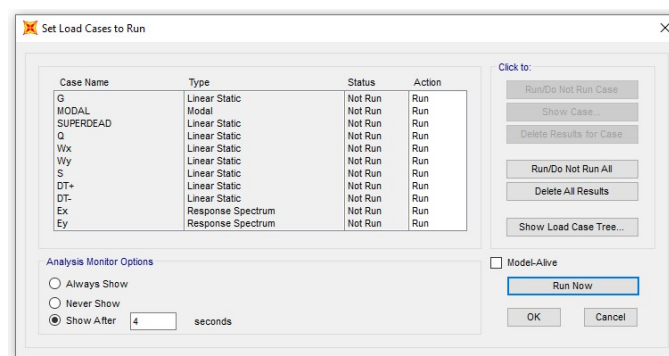 Set Load Cases to Run
Case Name Type Status Action
G Linear Static Not Run Run
MODAL Modal Not Run Run
SUPERDEAD Linear Static Not Run Run
Q Linear Static Not Run Run
Wx Linear Static Not Run Run
Wy Linear Static Not Run Run
S Linear Static Not Run Run
DT+ Linear Static Not Run Run
DT- Linear Static Not Run Run
Ex Response Spectrum Not Run Run
Ey Response Spectrum Not Run Run
Click to:
Run/Do Not Run Case
Show Case...
Delete Results for Case
Run/Do Not Run All
Delete All Results
Show Load Case Tree...
Analysis Monitor Options
Always Show
Never Show
Show After 4 seconds
Model-Alive
Run Now
OK Cancel